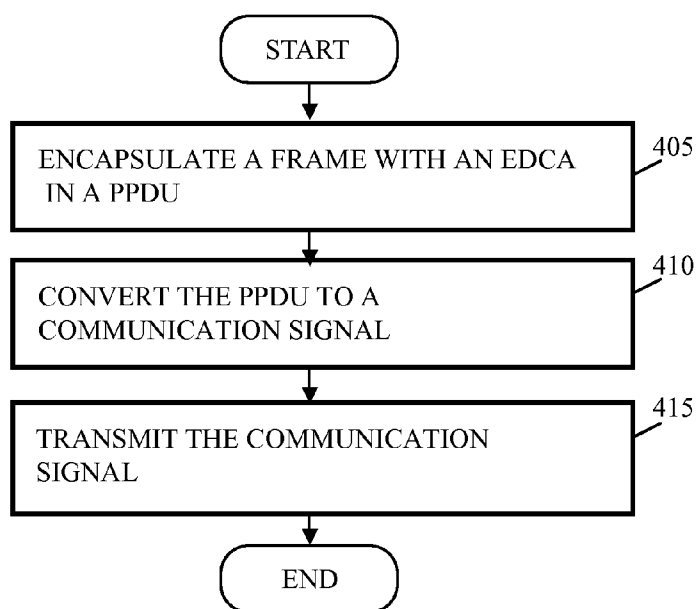 START
ENCAPSULATE A FRAME WITH AN EDCA
IN A PPDU
405
CONVERT THE PPDU TO A
COMMUNICATION SIGNAL
410
TRANSMIT THE COMMUNICATION
SIGNAL
415
END